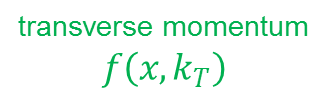 transverse momentum
f(x, k_T)